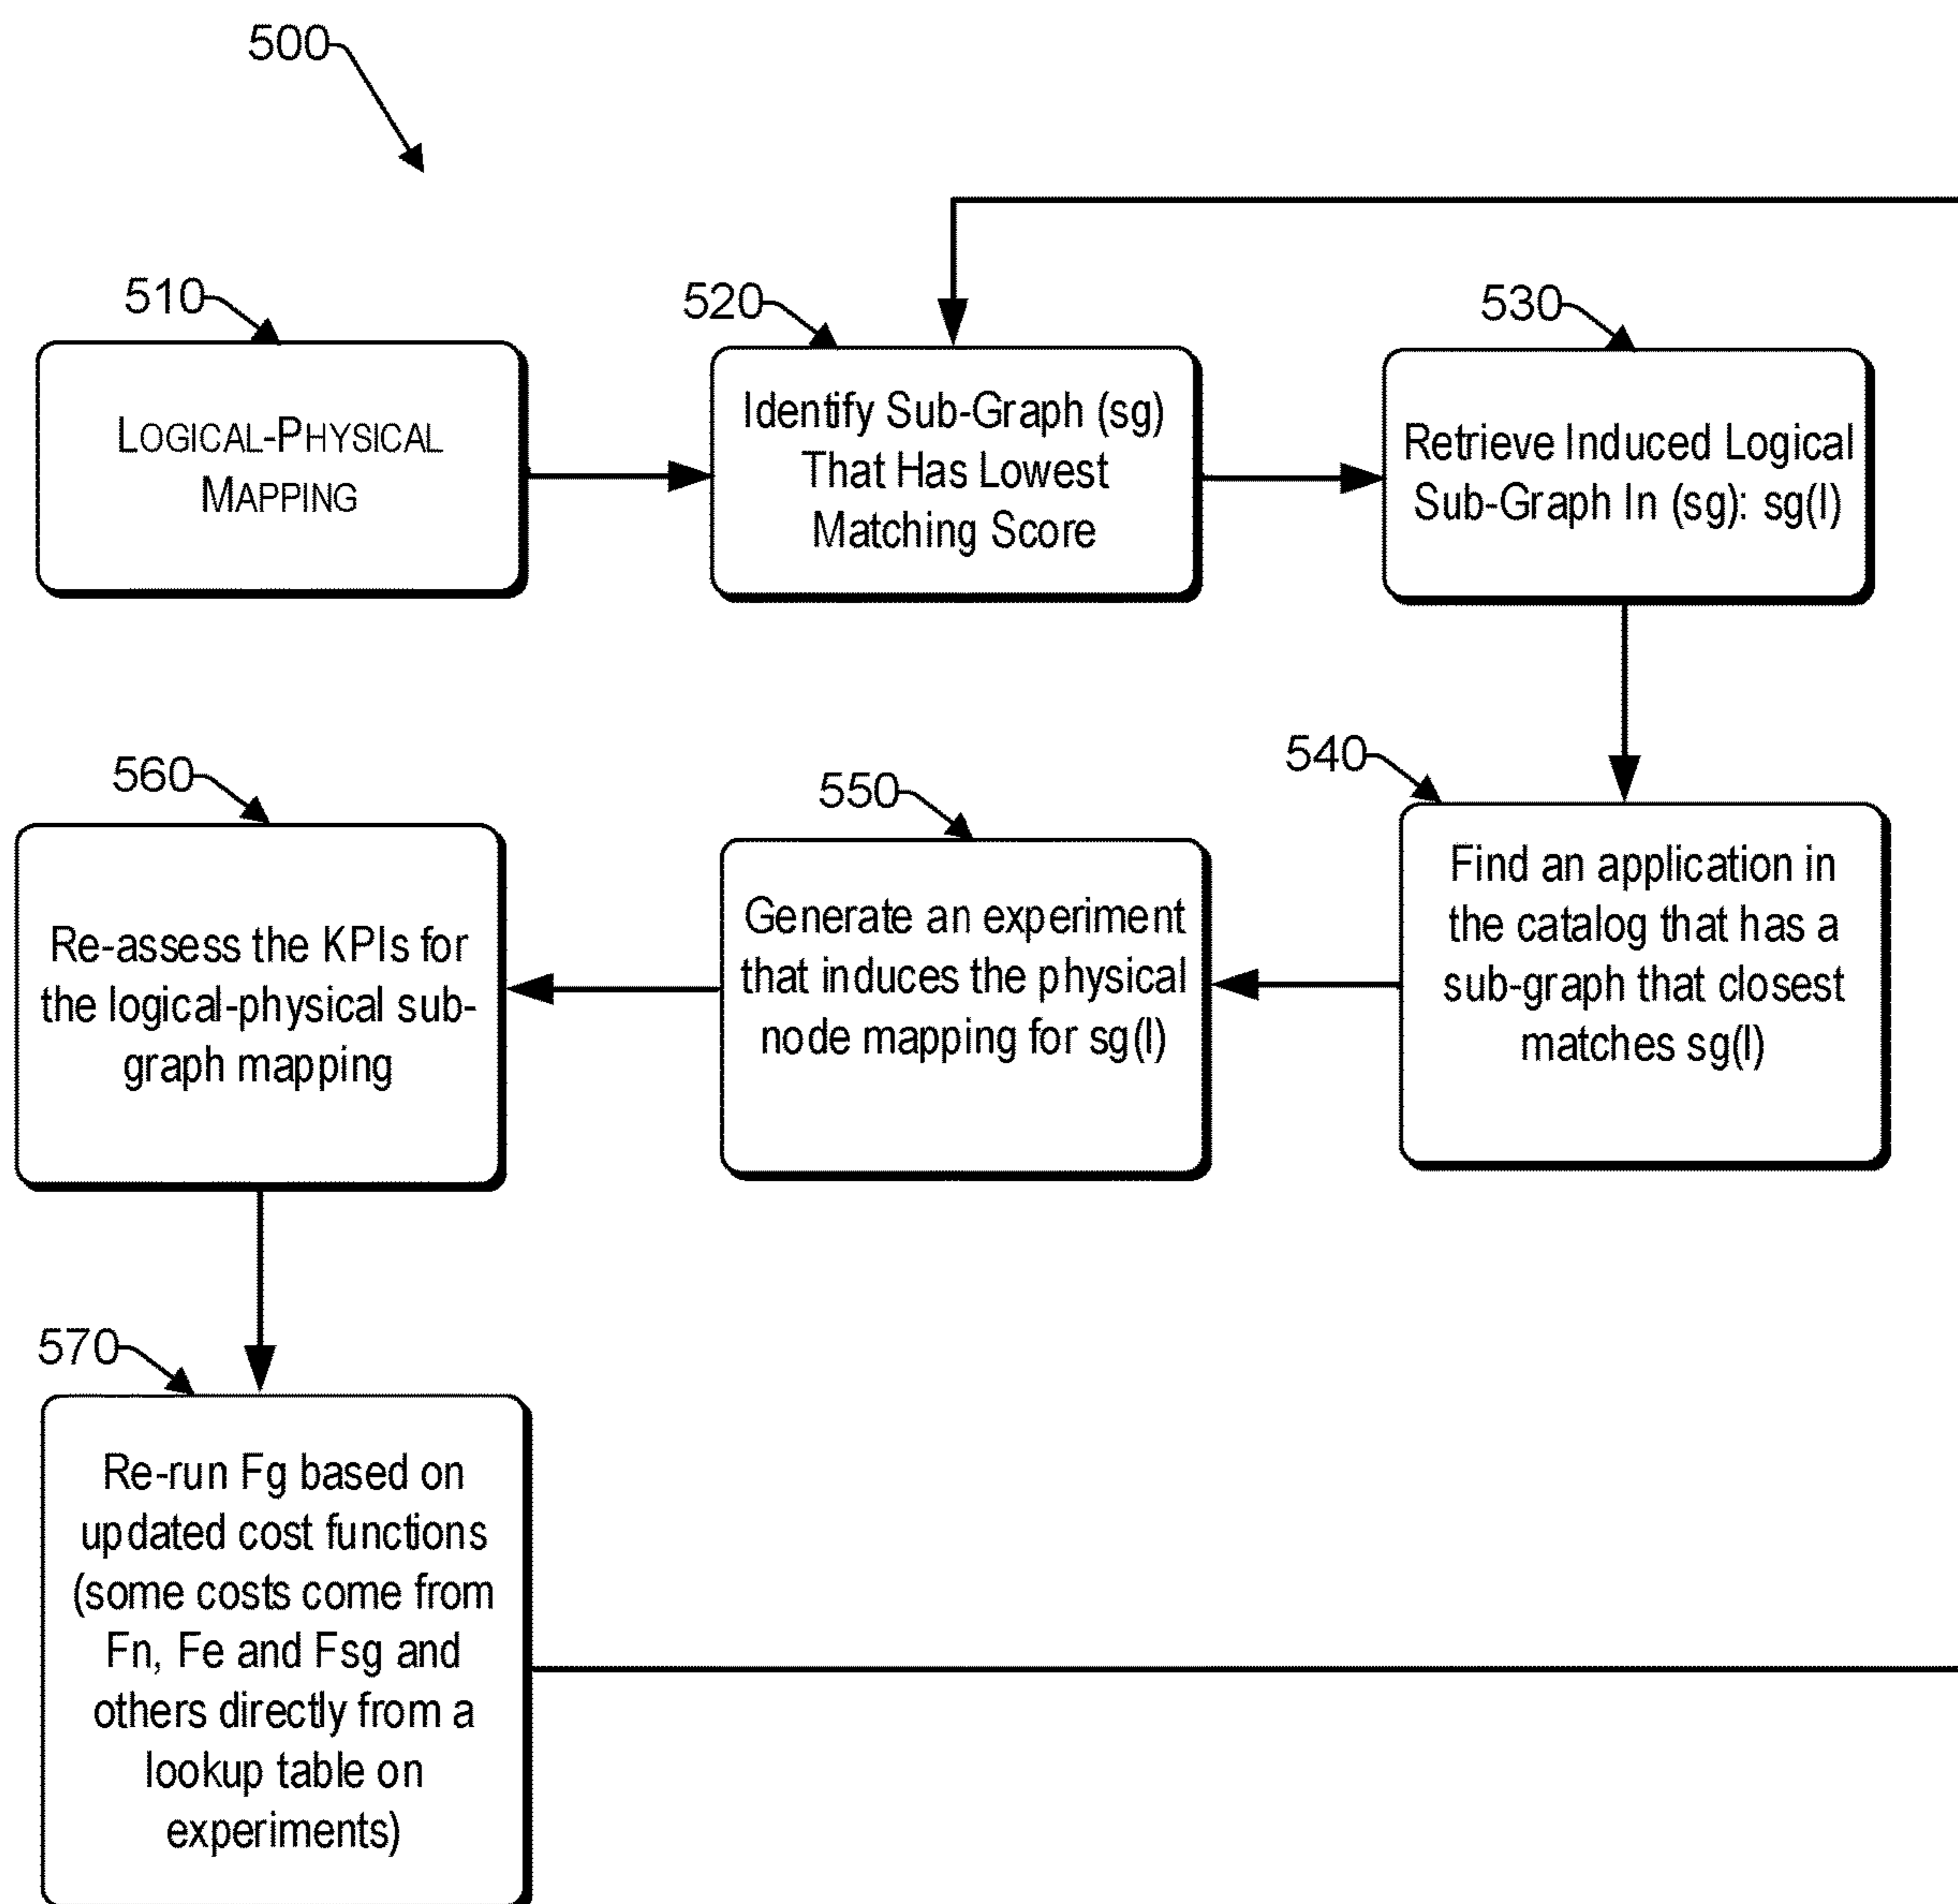 500
510
LOGICAL-PHYSICAL
MAPPING
520
Identify Sub-Graph (sg)
That Has Lowest
Matching Score
530
Retrieve Induced Logical
Sub-Graph In (sg): sg(l)
540
Find an application in
the catalog that has a
sub-graph that closest
matches sg(l)
550
Generate an experiment
that induces the physical
node mapping for sg(l)
560
Re-assess the KPIs for
the logical-physical sub-
graph mapping
570
Re-run Fg based on
updated cost functions
(some costs come from
Fn, Fe and Fsg and
others directly from a
lookup table on
experiments)